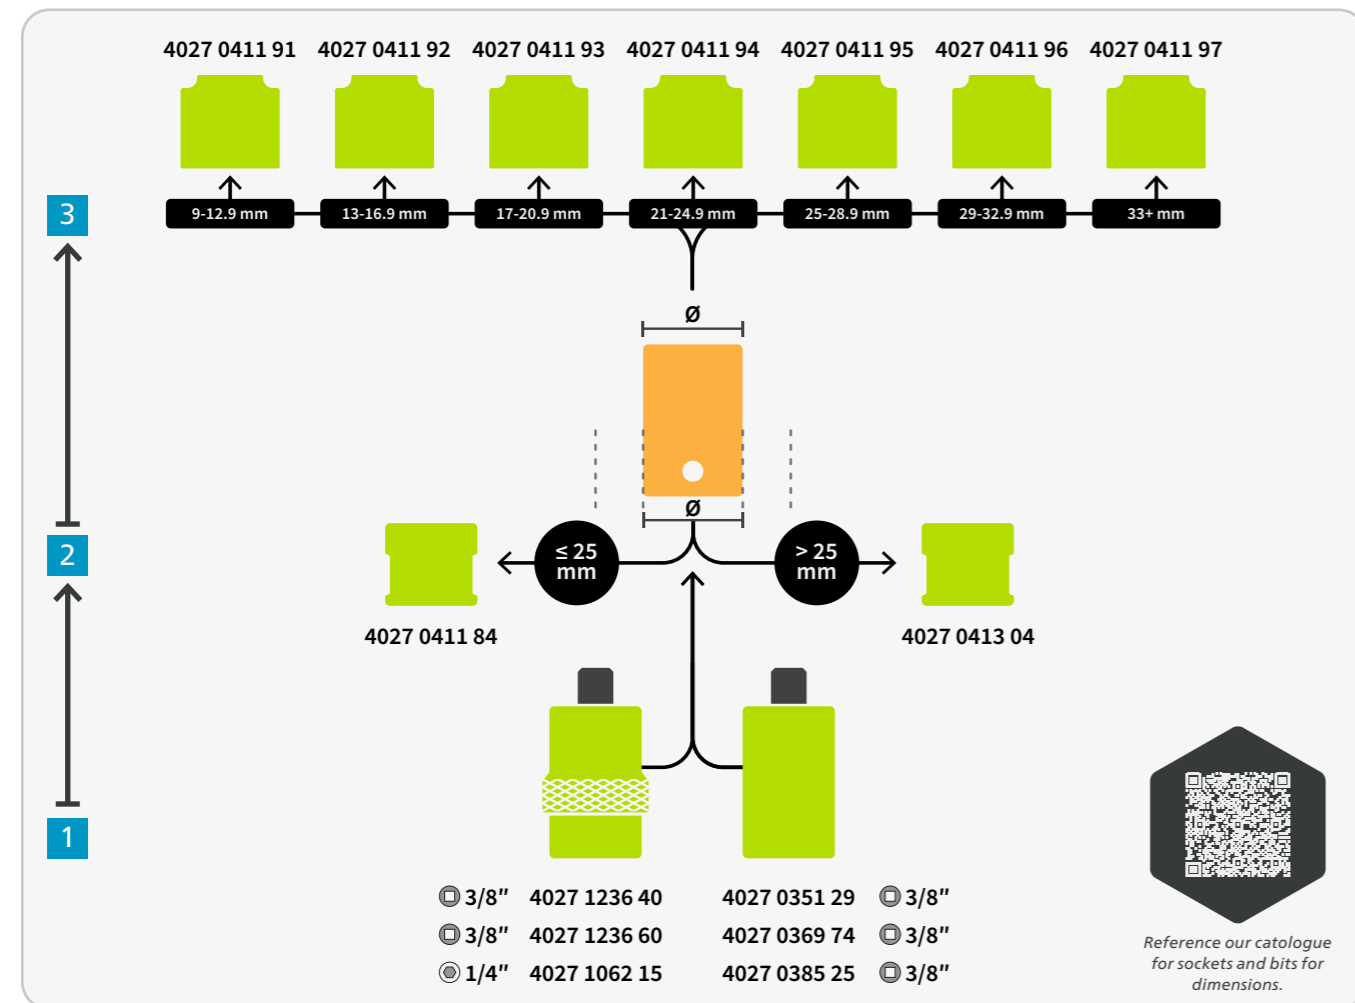 4027 0411 91 4027 0411 92 4027 0411 93 4027 0411 94 4027 0411 95 4027 0411 96 4027 0411 97
3 9-12.9 mm 13-16.9 mm 17-20.9 mm 21-24.9 mm 25-28.9 mm 29-32.9 mm 33+ mm
Ø
Ø
2 ≤ 25 mm > 25 mm
4027 0411 84 4027 0413 04
1
3/8" 4027 1236 40 4027 0351 29 3/8"
3/8" 4027 1236 60 4027 0369 74 3/8"
1/4" 4027 1062 15 4027 0385 25 3/8"
Reference our catologue
for sockets and bits for
dimensions.